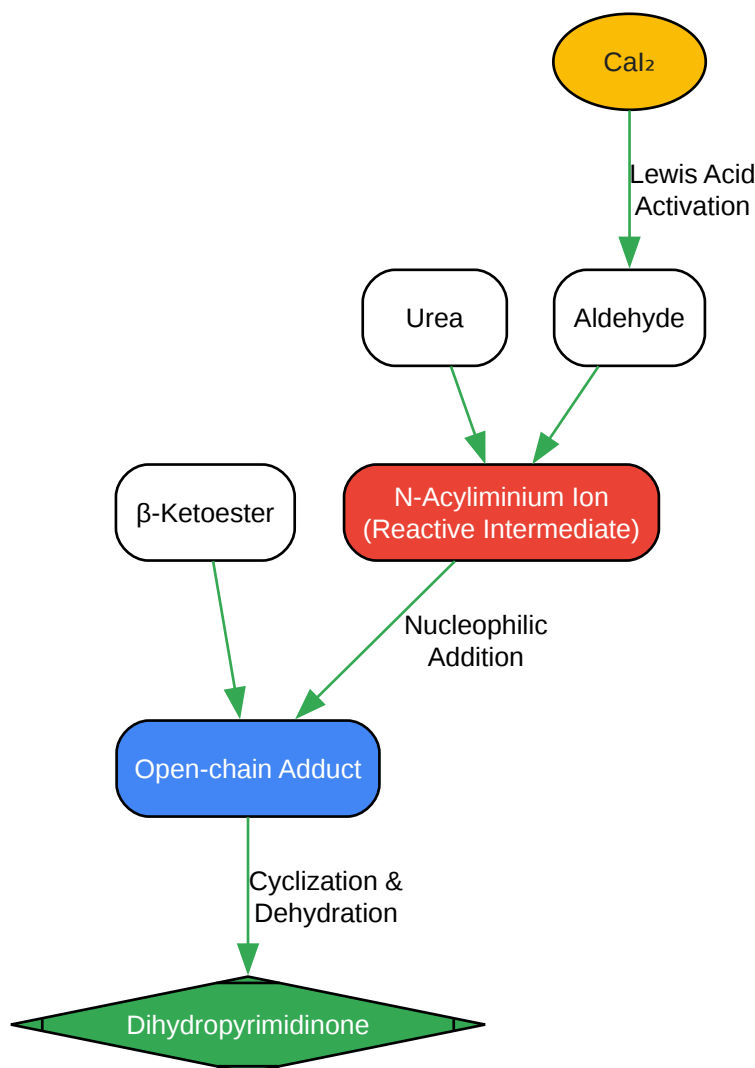 CaI₂
Lewis Acid
Activation
Urea
Aldehyde
β-Ketoester
N-Acyliminium Ion
(Reactive Intermediate)
Nucleophilic
Addition
Open-chain Adduct
Cyclization &
Dehydration
Dihydropyrimidinone